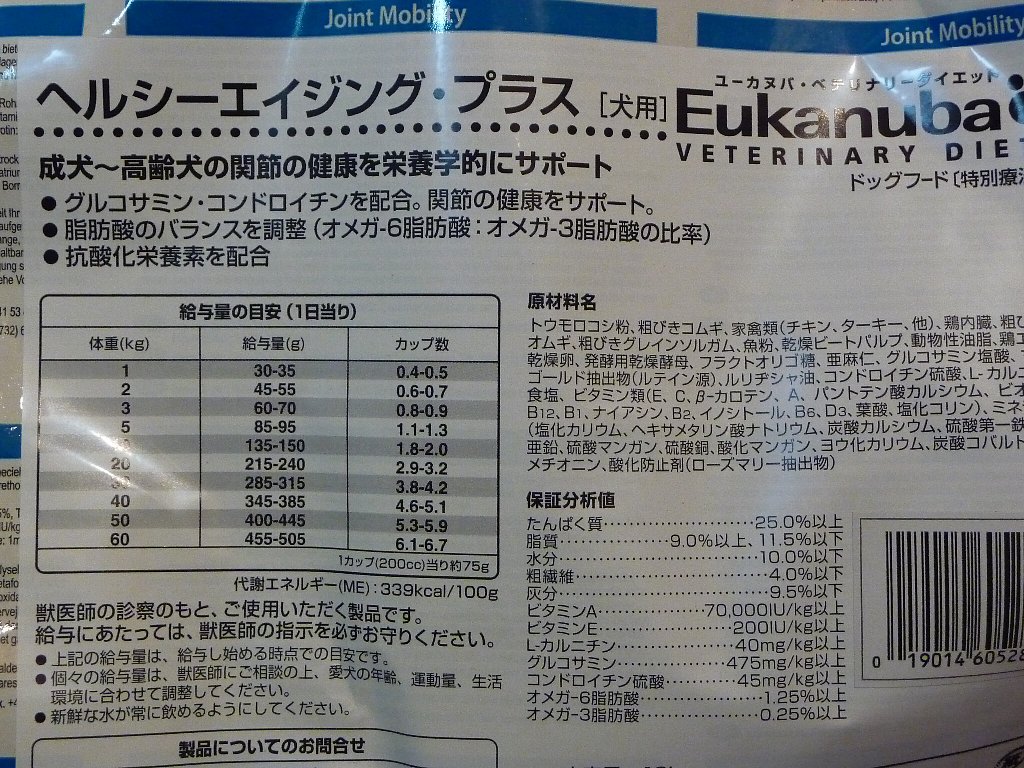 Joint Mobility
Joint Mobility
ヘルシーエイジング・プラス [犬用]
ユーカヌバ・ベテリナリーダイエット
Eukanuba
VETERINARY DIE
ドッグフード〔特別療法
成犬〜高齢犬の関節の健康を栄養学的にサポート
● グルコサミン・コンドロイチンを配合。関節の健康をサポート。
● 脂肪酸のバランスを調整 (オメガ-6脂肪酸:オメガ-3脂肪酸の比率)
● 抗酸化栄養素を配合
給与量の目安 (1日当り)
体重(kg) 給与量(g) カップ数
1 30-35 0.4-0.5
2 45-55 0.6-0.7
3 60-70 0.8-0.9
5 85-95 1.1-1.3
135-150 1.8-2.0
20 215-240 2.9-3.2
285-315 3.8-4.2
40 345-385 4.6-5.1
50 400-445 5.3-5.9
60 455-505 6.1-6.7
1カップ(200cc)当り約75g
代謝エネルギー(ME):339kcal/100g
獣医師の診察のもと、ご使用いただく製品です。
給与にあたっては、獣医師の指示を必ずお守りください。
● 上記の給与量は、給与し始める時点での目安です。
● 個々の給与量は、獣医師にご相談の上、愛犬の年齢、運動量、生活
環境に合わせて調整してください。
● 新鮮な水が常に飲めるようにしてください。
製品についてのお問合せ
原材料名
トウモロコシ粉、粗びきコムギ、家禽類(チキン、ターキー、他)、鶏内臓、粗び
オムギ、粗びきグレインソルガム、魚粉、乾燥ビートパルプ、動物性油脂、鶏エ
乾燥卵、発酵用乾燥酵母、フラクトオリゴ糖、亜麻仁、グルコサミン塩酸、
ゴールド抽出物(ルテイン源)、ルリヂシャ油、コンドロイチン硫酸、L-カルニ
食塩、ビタミン類(E、C、β-カロテン、A、パントテン酸カルシウム、ビオ
B12、B1、ナイアシン、B2、イノシトール、B6、D3、葉酸、塩化コリン)、ミネ
(塩化カリウム、ヘキサメタリン酸ナトリウム、炭酸カルシウム、硫酸第一鉄
亜鉛、硫酸マンガン、硫酸銅、酸化マンガン、ヨウ化カリウム、炭酸コバルト
メチオニン、酸化防止剤(ローズマリー抽出物)
保証分析値
たんぱく質……………………25.0%以上
脂質………………9.0%以上、11.5%以下
水分……………………………10.0%以下
粗繊維…………………………4.0%以下
灰分……………………………9.5%以下
ビタミンA………………70,000IU/kg以上
ビタミンE…………………200IU/kg以上
L-カルニチン………………40mg/kg以上
グルコサミン………………475mg/kg以上
コンドロイチン硫酸…………45mg/kg以上
オメガ-6脂肪酸………………1.25%以上
オメガ-3脂肪酸………………0.25%以上
0 19014 60528